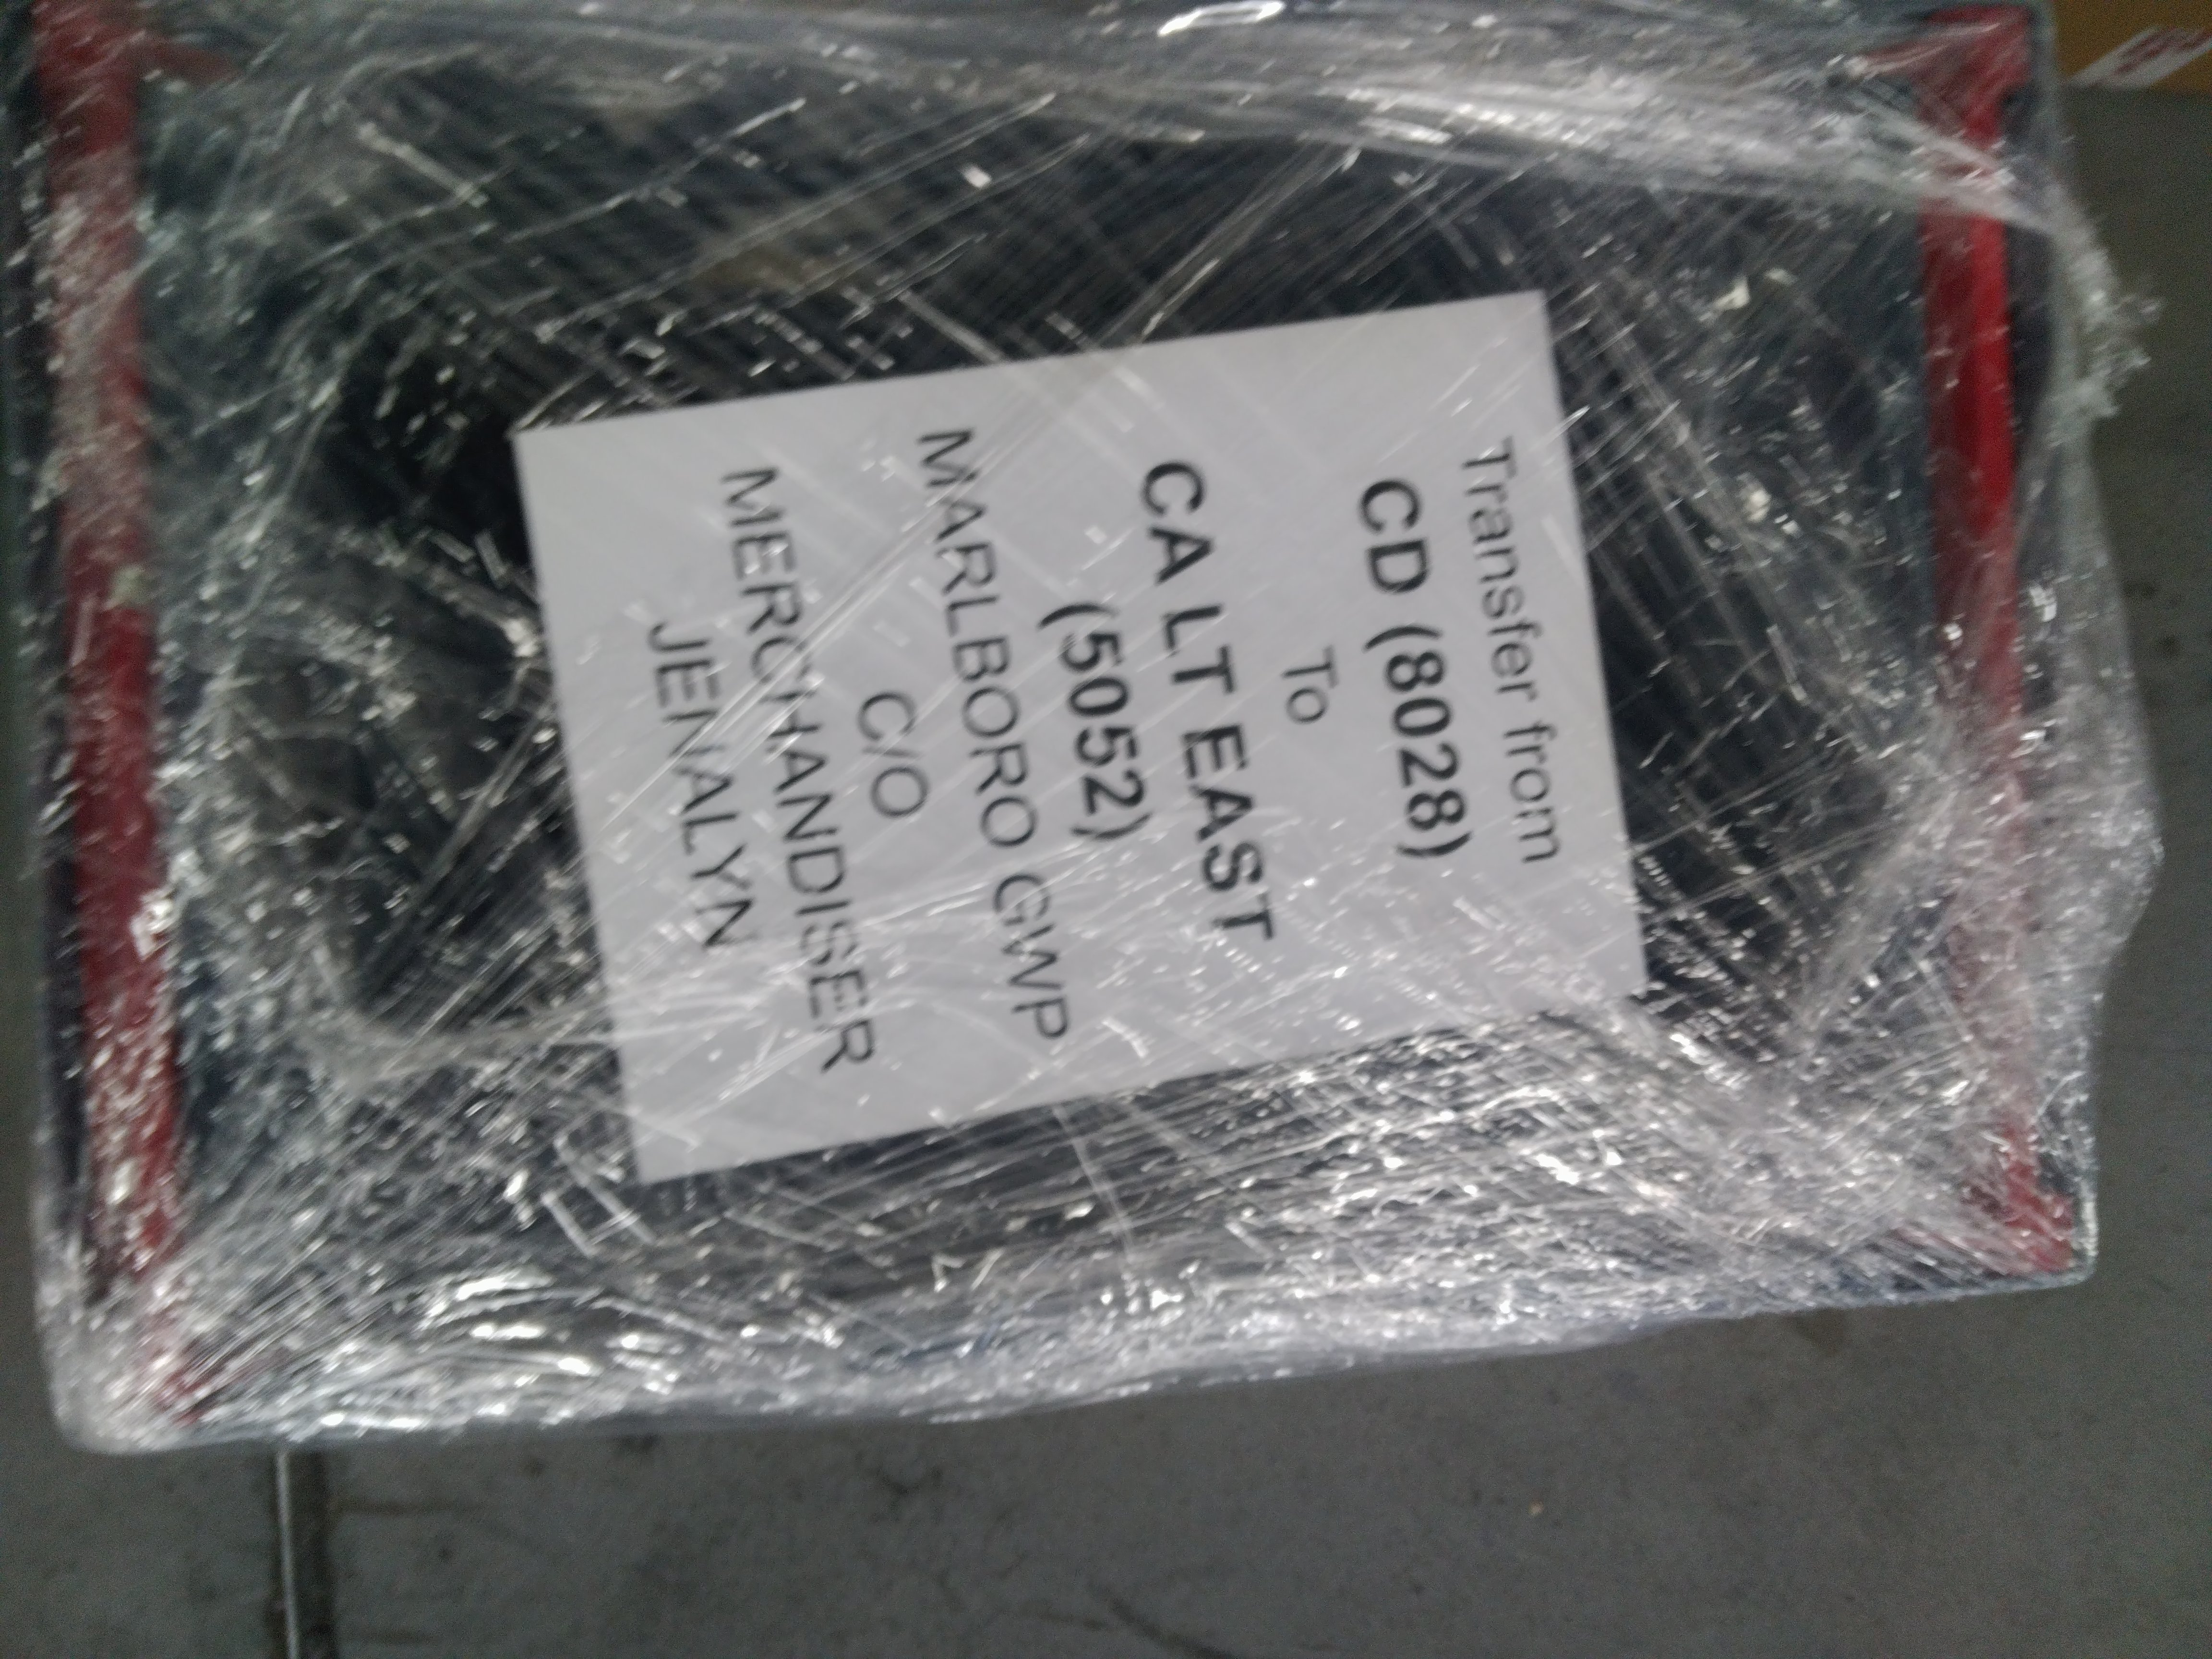 Transfer from
CD (8028)
To
CA LT EAST
(5052)
MARLBORO GWP
C/O
MERCHANDISER
JENALYN